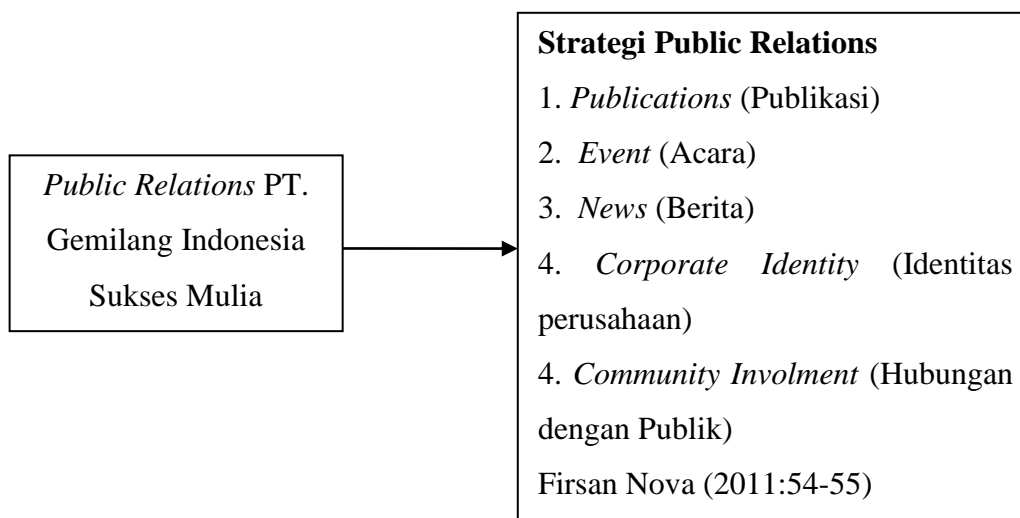 Public Relations PT.
Gemilang Indonesia
Sukses Mulia
Strategi Public Relations
1. Publications (Publikasi)
2. Event (Acara)
3. News (Berita)
4. Corporate Identity (Identitas
perusahaan)
4. Community Involment (Hubungan
dengan Publik)
Firsan Nova (2011:54-55)